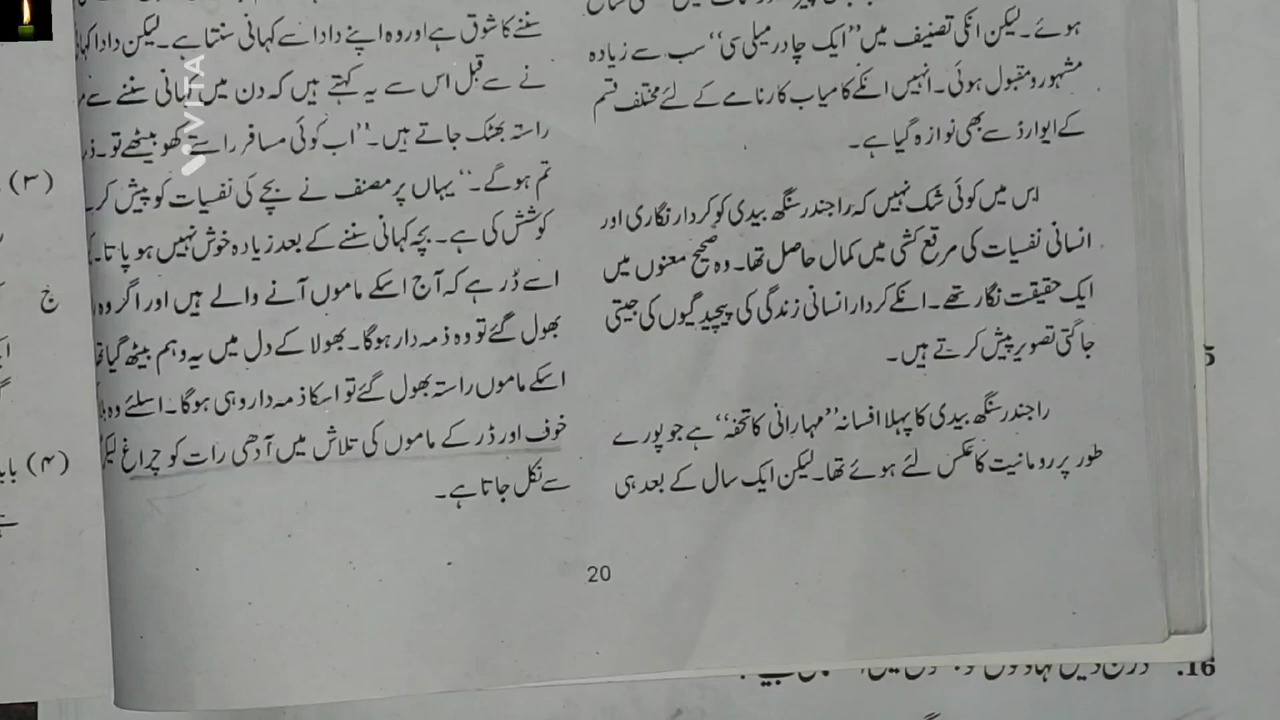 ہوئے۔لیکن انکی تصنیف میں’’ایک چادر میلی سی‘‘ سب سے زیادہ
مشہور و مقبول ہوئی۔انہیں انکے کامیاب کارنامے کے لئے مختلف قسم
کے ایوارڈ سے بھی نوازہ گیا ہے۔
اس میں کوئی شک نہیں کہ راجندر سنگھ بیدی کو کردار نگاری اور
انسانی نفسیات کی مرقع کشی میں کمال حاصل تھا۔وہ صحیح معنوں میں
ایک حقیقت نگار تھے۔انکے کردار انسانی زندگی کی پیچیدگیوں کی جیتی
جاگتی تصویر پیش کرتے ہیں۔
راجندر سنگھ بیدی کا پہلا افسانہ’’مہارانی کا تحفہ‘‘ ہے جو پورے
طور پر رومانیت کا عکس لئے ہوئے تھا۔لیکن ایک سال کے بعد ہی
سننے کا شوق ہے اور وہ اپنے دادا سے کہانی سنتا ہے۔لیکن دادا
نے سے قبل اس سے یہ کہتے ہیں کہ دن میں کہانی سننے سے
راستہ بھٹک جاتے ہیں۔’’اب کوئی مسافر راستے کھو بیٹھے تو۔
تم ہوگے۔‘‘ یہاں پر مصنف نے بچے کی نفسیات کو پیش
کوشش کی ہے۔بچہ کہانی سننے کے بعد زیادہ خوش نہیں ہو پاتا۔
اسے ڈر ہے کہ آج اسکے ماموں آنے والے ہیں اور اگر وہ
بھول گئے تو وہ ذمہ دار ہوگا۔بھولا کے دل میں یہ وہم بیٹھ گیا
اسکے ماموں راستہ بھول گئے تو اسکا ذمہ دار وہی ہوگا۔اسلئے وہ
خوف اور ڈر کے ماموں کی تلاش میں آدھی رات کو چراغ
سے نکل جاتا ہے۔
20
(۳)
(۴)
16.
VITA